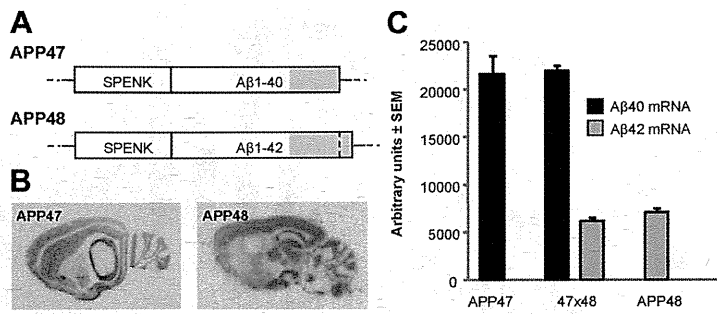 A
APP47
SPENK
Aβ1-40
APP48
SPENK
Aβ1-42
B
APP47
APP48
C
Arbitrary units ± SEM
25000
20000
15000
10000
5000
0
Aβ40 mRNA
Aβ42 mRNA
APP47
47x48
APP48